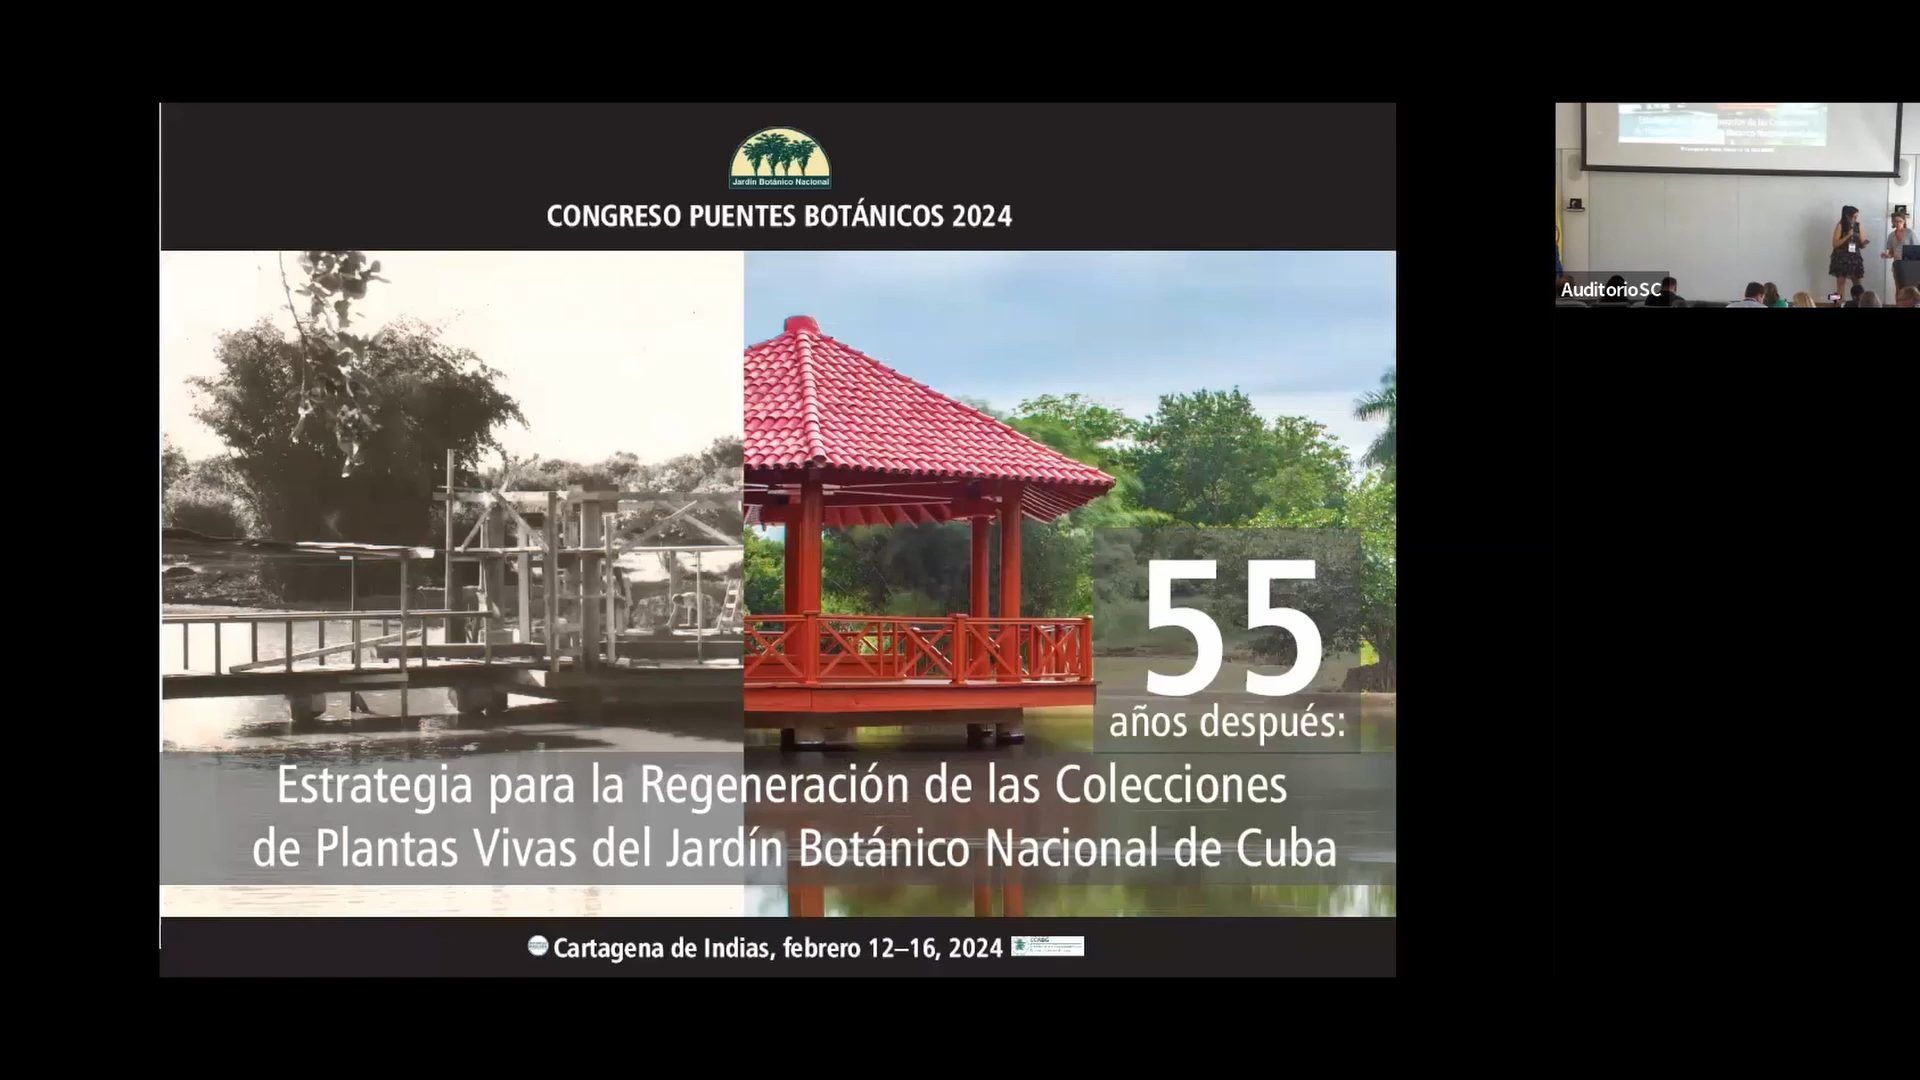 Jardín Botánico Nacional
CONGRESO PUENTES BOTÁNICOS 2024
55
años después:
Estrategia para la Regeneración de las Colecciones
de Plantas Vivas del Jardín Botánico Nacional de Cuba
Cartagena de Indias, febrero 12–16, 2024
AuditorioSC